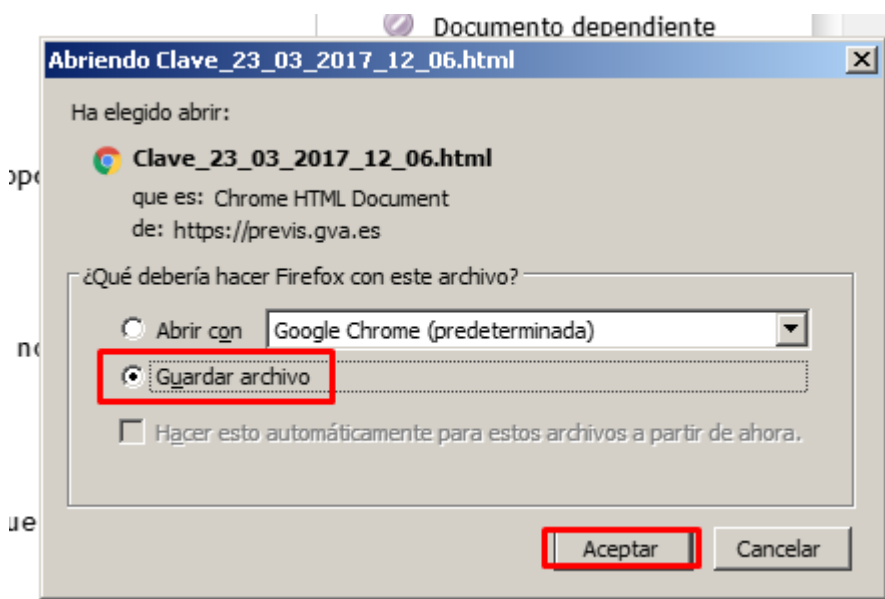 Documento dependiente
Abriendo Clave_23_03_2017_12_06.html
Ha elegido abrir:
Clave_23_03_2017_12_06.html
que es: Chrome HTML Document
de: https://previs.gva.es
¿Qué debería hacer Firefox con este archivo?
Abrir con Google Chrome (predeterminada)
Guardar archivo
Hacer esto automáticamente para estos archivos a partir de ahora.
Aceptar Cancelar